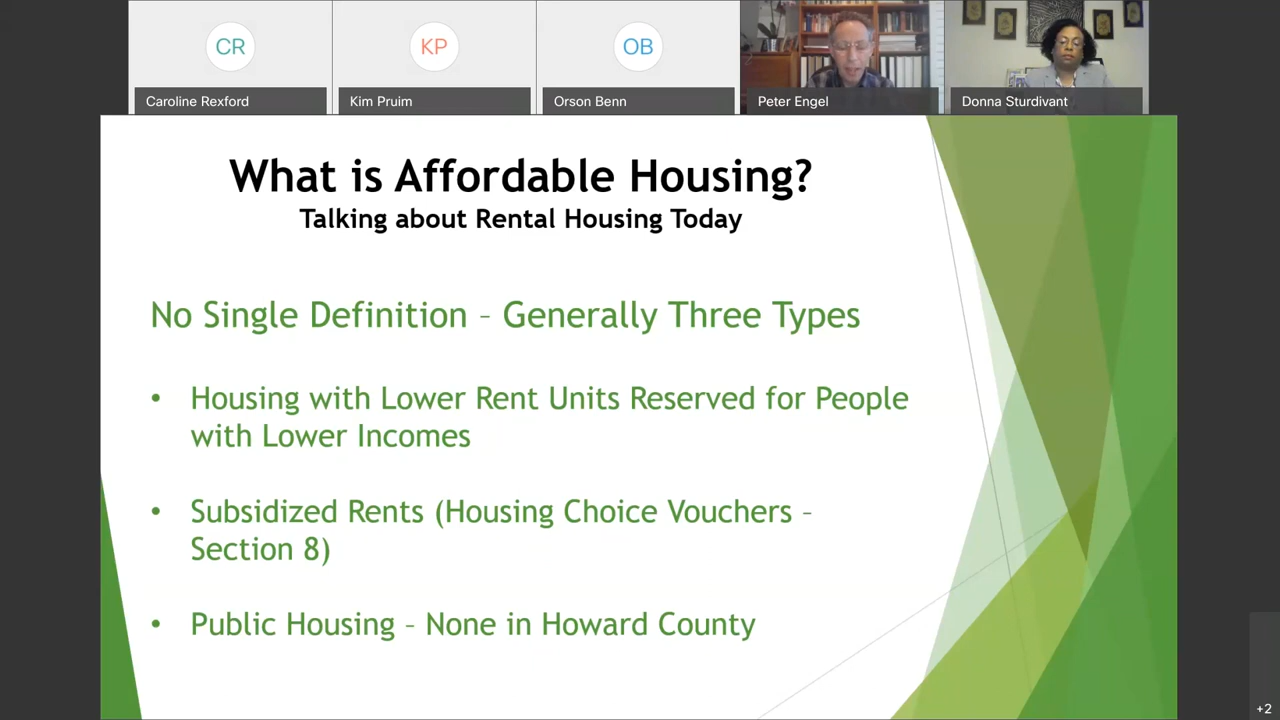 CR
KP
OB
Caroline Rexford
Kim Pruim
Orson Benn
Peter Engel
Donna Sturdivant
What is Affordable Housing?
Talking about Rental Housing Today
No Single Definition – Generally Three Types
• Housing with Lower Rent Units Reserved for People
with Lower Incomes
• Subsidized Rents (Housing Choice Vouchers –
Section 8)
• Public Housing – None in Howard County
+2